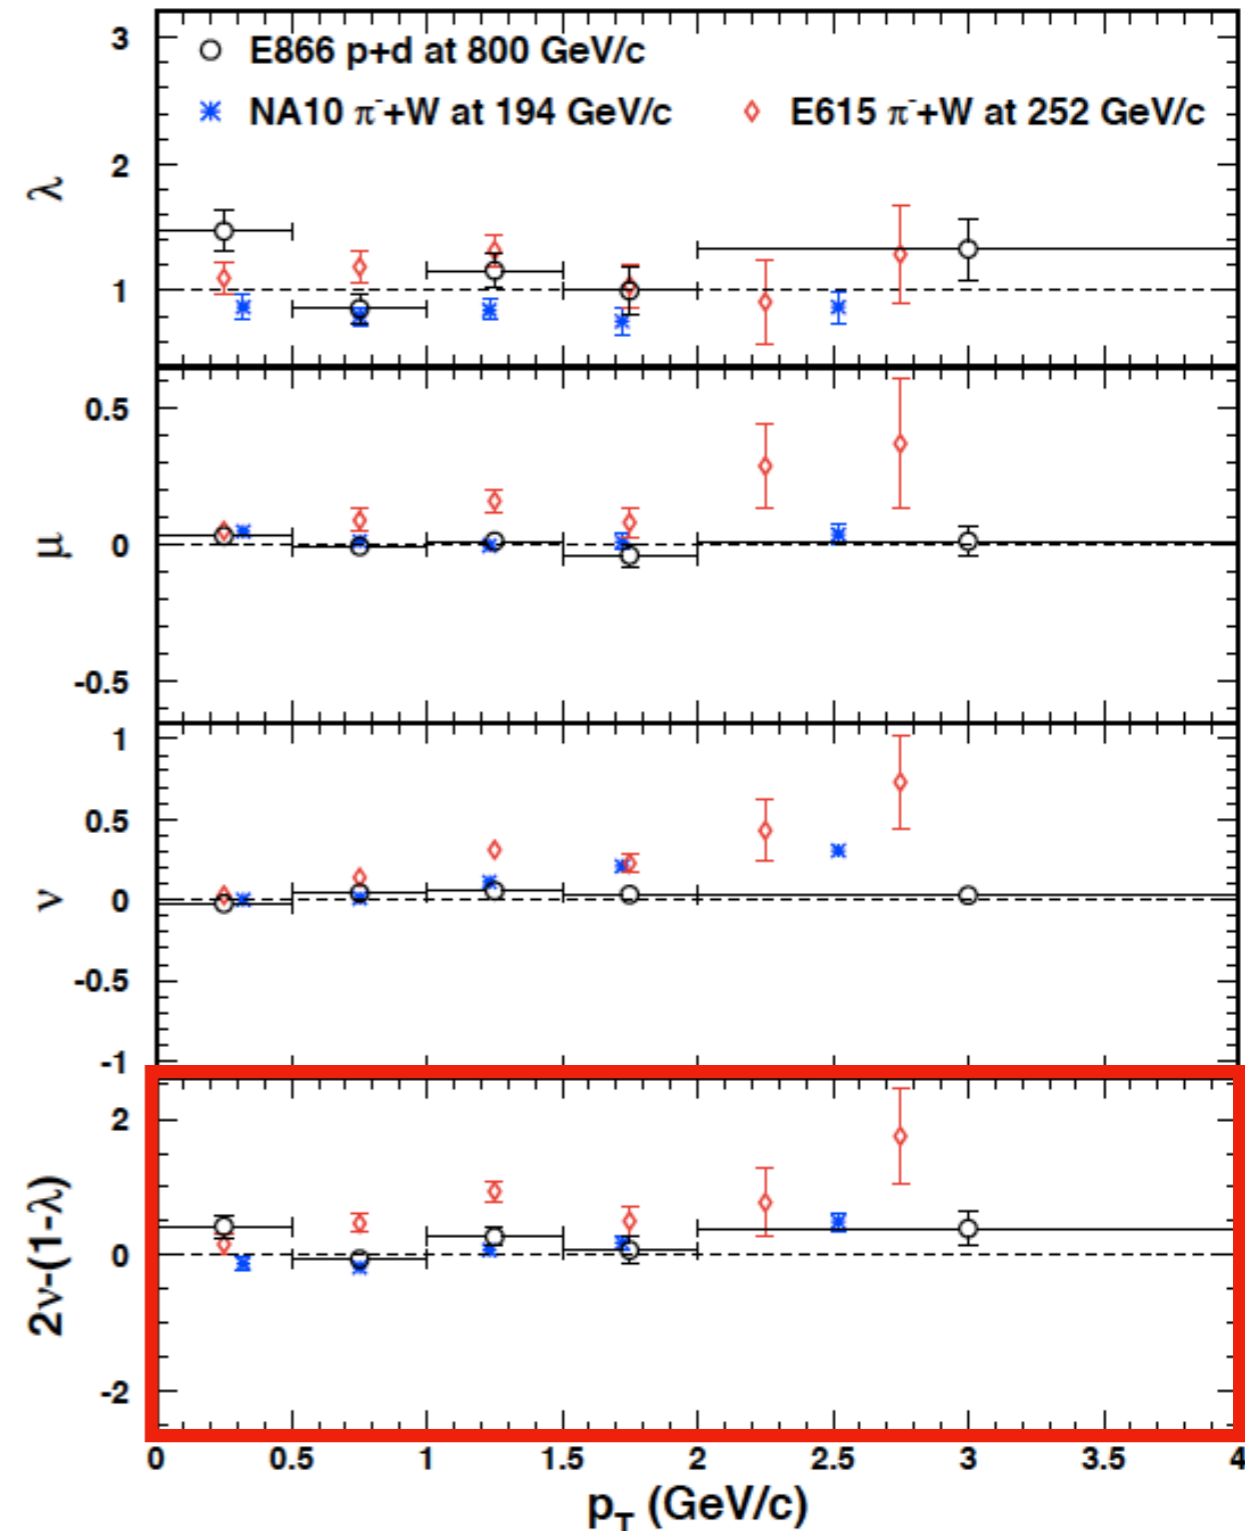 E866 p+d at 800 GeV/c
NA10 π⁻+W at 194 GeV/c
E615 π⁻+W at 252 GeV/c
λ
3
2
1
μ
0.5
0
-0.5
ν
1
0.5
0
-0.5
-1
2ν-(1-λ)
2
0
-2
0 0.5 1 1.5 2 2.5 3 3.5 4
p_T (GeV/c)